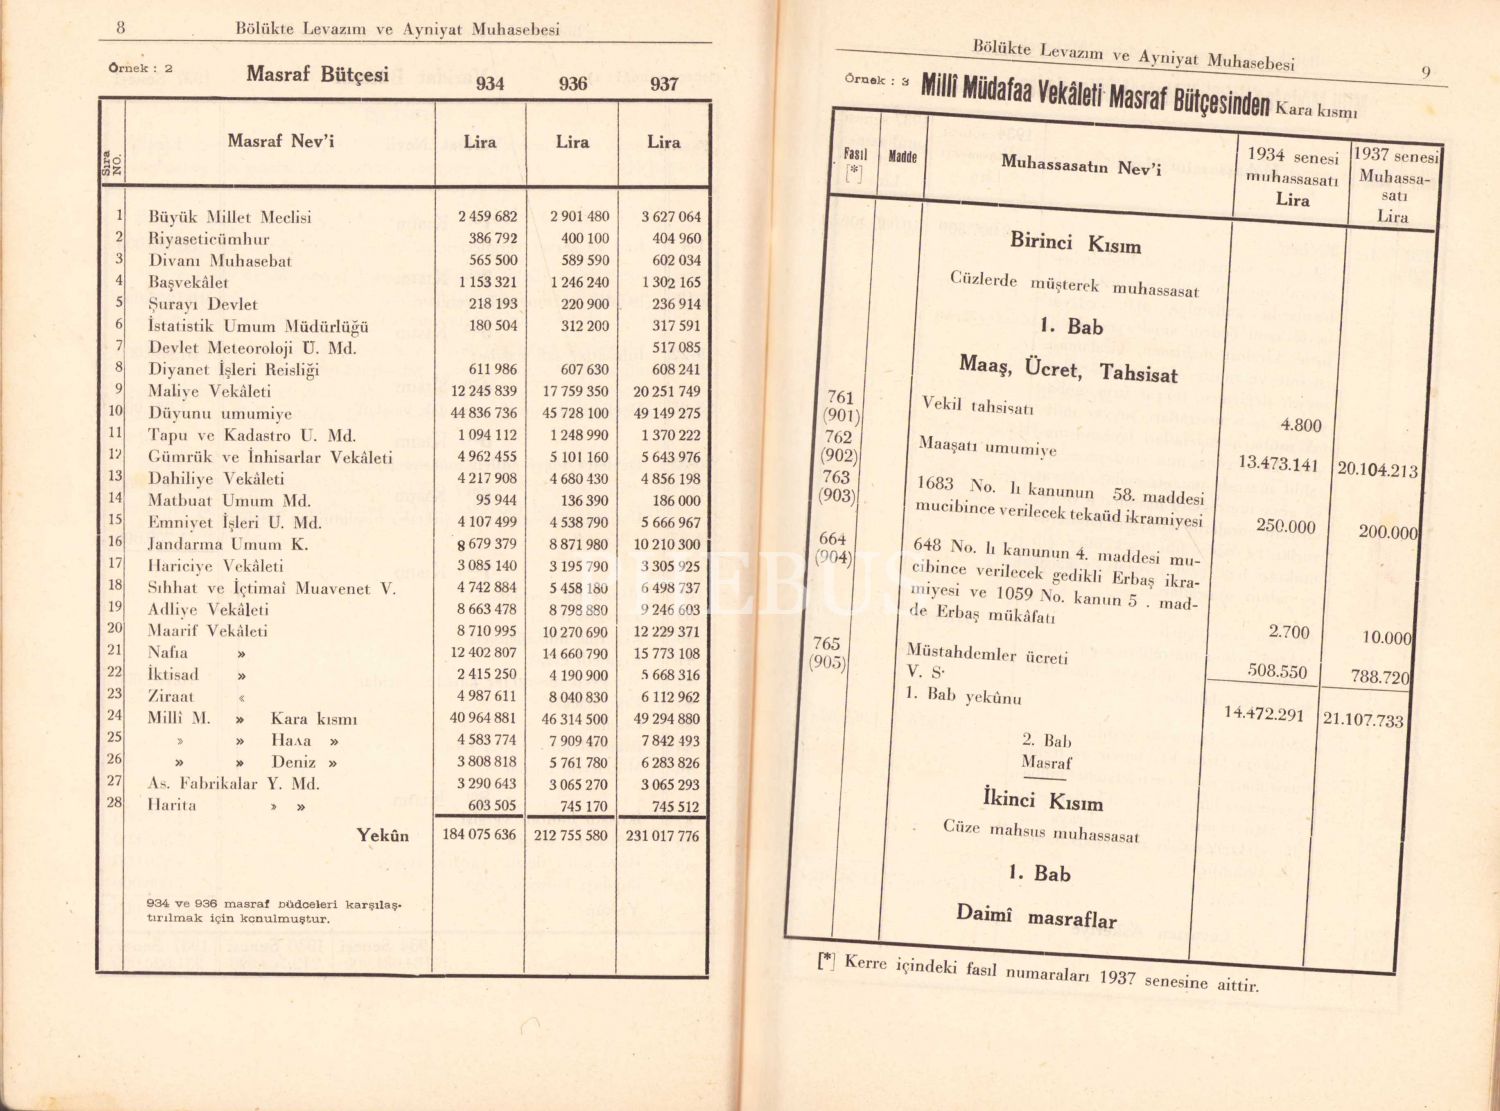 8 Bölükte Levazım ve Ayniyat Muhasebesi
Örnek : 2 Masraf Bütçesi 934 936 937
Sıra NO. Masraf Nev'i Lira Lira Lira
1 Büyük Millet Meclisi 2 459 682 2 901 480 3 627 064
2 Riyaseticümhur 386 792 400 100 404 960
3 Divanı Muhasebat 565 500 589 590 602 034
4 Başvekâlet 1 153 321 1 246 240 1 302 165
5 Şurayı Devlet 218 193 220 900 236 914
6 İstatistik Umum Müdürlüğü 180 504 312 200 317 591
7 Devlet Meteoroloji U. Md. 517 085
8 Diyanet İşleri Reisliği 611 986 607 630 608 241
9 Maliye Vekâleti 12 245 839 17 759 350 20 251 749
10 Düyunu umumiye 44 836 736 45 728 100 49 149 275
11 Tapu ve Kadastro U. Md. 1 094 112 1 248 990 1 370 222
12 Gümrük ve İnhisarlar Vekâleti 4 962 455 5 101 160 5 643 976
13 Dahiliye Vekâleti 4 217 908 4 680 430 4 856 198
14 Matbuat Umum Md. 95 944 136 390 186 000
15 Emniyet İşleri U. Md. 4 107 499 4 538 790 5 666 967
16 Jandarma Umum K. 8 679 379 8 871 980 10 210 300
17 Hariciye Vekâleti 3 085 140 3 195 790 3 305 925
18 Sıhhat ve İçtimaî Muavenet V. 4 742 884 5 458 180 6 498 737
19 Adliye Vekâleti 8 663 478 8 798 880 9 246 603
20 Maarif Vekâleti 8 710 995 10 270 690 12 229 371
21 Nafıa » 12 402 807 14 660 790 15 773 108
22 İktisad » 2 415 250 4 190 900 5 668 316
23 Ziraat « 4 987 611 8 040 830 6 112 962
24 Millî M. » Kara kısmı 40 964 881 46 314 500 49 294 880
25 » » Hava » 4 583 774 7 909 470 7 842 493
26 » » Deniz » 3 808 818 5 761 780 6 283 826
27 As. Fabrikalar Y. Md. 3 290 643 3 065 270 3 065 293
28 Harita » » 603 505 745 170 745 512
Yekûn 184 075 636 212 755 580 231 017 776
934 ve 936 masraf büdceleri karşılaş-
tırılmak için konulmuştur.
Bölükte Levazım ve Ayniyat Muhasebesi 9
Örnek : 3 Millî Müdafaa Vekâleti Masraf Bütçesinden Kara kısmı
Fasıl [*] Madde Muhassasatın Nev'i 1934 senesi muhassasatı Lira 1937 senesi Muhassa- satı Lira
Birinci Kısım
Cüzlerde müşterek muhassasat
1. Bab
Maaş, Ücret, Tahsisat
761 (901) Vekil tahsisatı 4.800
762 (902) Maaşatı umumiye 13.473.141 20.104.213
763 (903) 1683 No. lı kanunun 58. maddesi
mucibince verilecek tekaüd ikramiyesi 250.000 200.000
664 (904) 648 No. lı kanunun 4. maddesi mu-
cibince verilecek gedikli Erbaş ikra-
miyesi ve 1059 No. kanun 5 . mad-
de Erbaş mükâfatı 2.700 10.000
765 (905) Müstahdemler ücreti 508.550 788.720
V. S.
1. Bab yekûnu 14.472.291 21.107.733
2. Bab
Masraf
İkinci Kısım
Cüze mahsus muhassasat
1. Bab
Daimî masraflar
[*] Kerre içindeki fasıl numaraları 1937 senesine aittir.